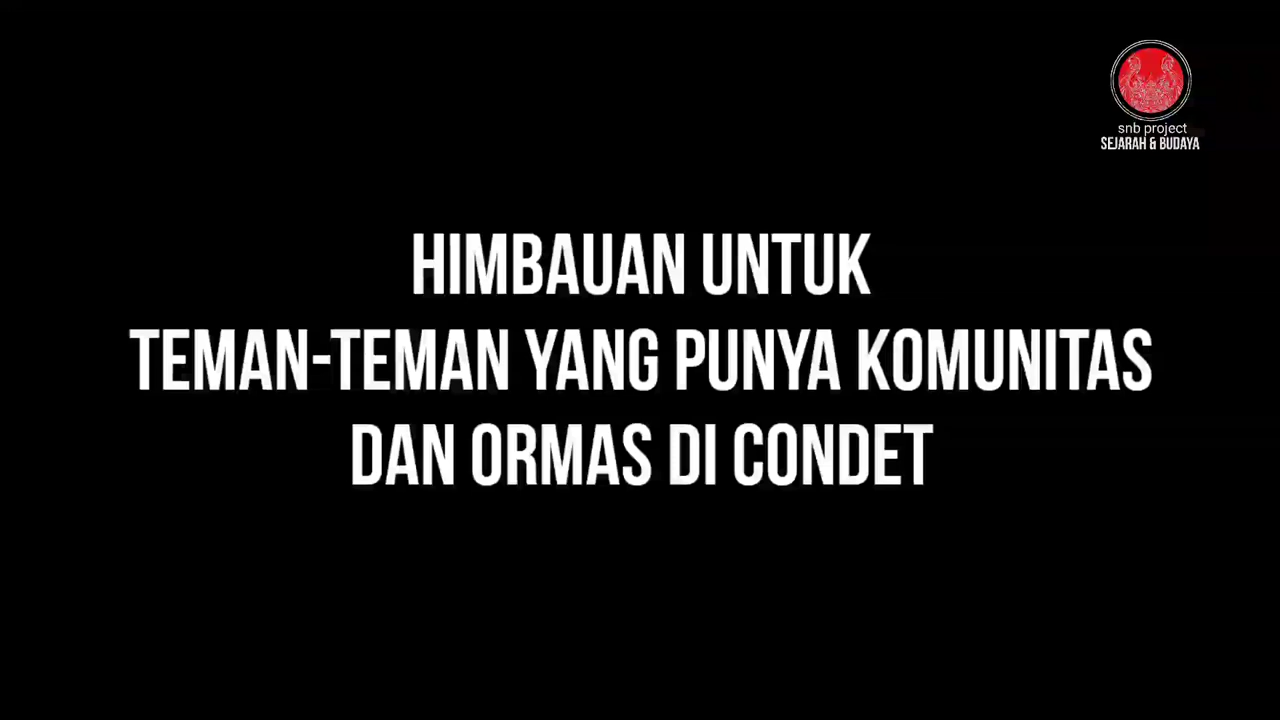 snb project
SEJARAH & BUDAYA
HIMBAUAN UNTUK
TEMAN-TEMAN YANG PUNYA KOMUNITAS
DAN ORMAS DI CONDET